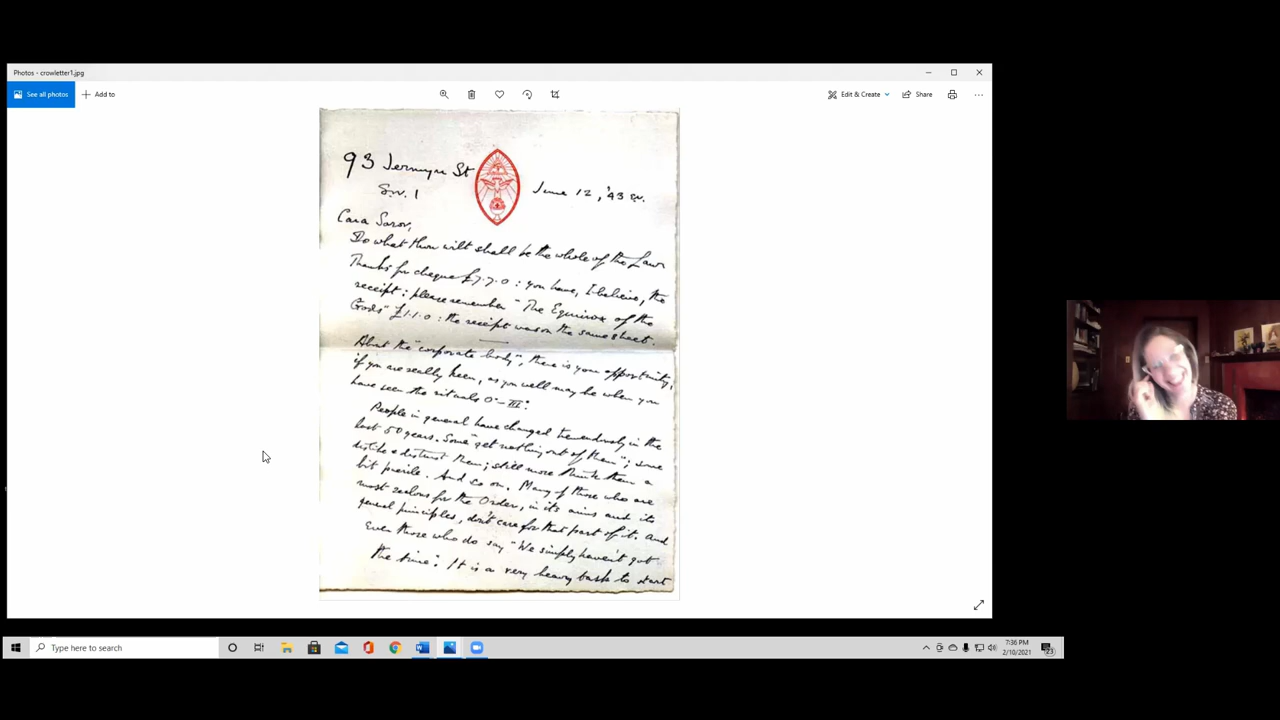 Photos - crowletter1.jpg
See all photos
Add to
Edit & Create
Share
93 Jermyn St
S.W. 1
June 12, '43 e.v.
Cara Soror,
Do what thou wilt shall be the whole of the Law.
Thanks for cheque £7.7.0 : you have, I believe, the
receipt : please remember "The Equinox of the
Gods" £1.1.0 : the receipt was on the same sheet.
About the "corporate body", there is your opportunity,
if you are really keen, as you well may be when you
have seen the rituals 0°-III°.
People in general have changed tremendously in the
last 50 years. Some "get nothing out of them"; some
dislike & distrust them; still more think them a
bit puerile. And so on. Many of those who are
most zealous for the Order, in its aims and its
general principles, don't care for that part of it. And
even those who do say "We simply haven't got
the time". It is a very heavy task to start
Type here to search
7:36 PM
2/10/2021
23